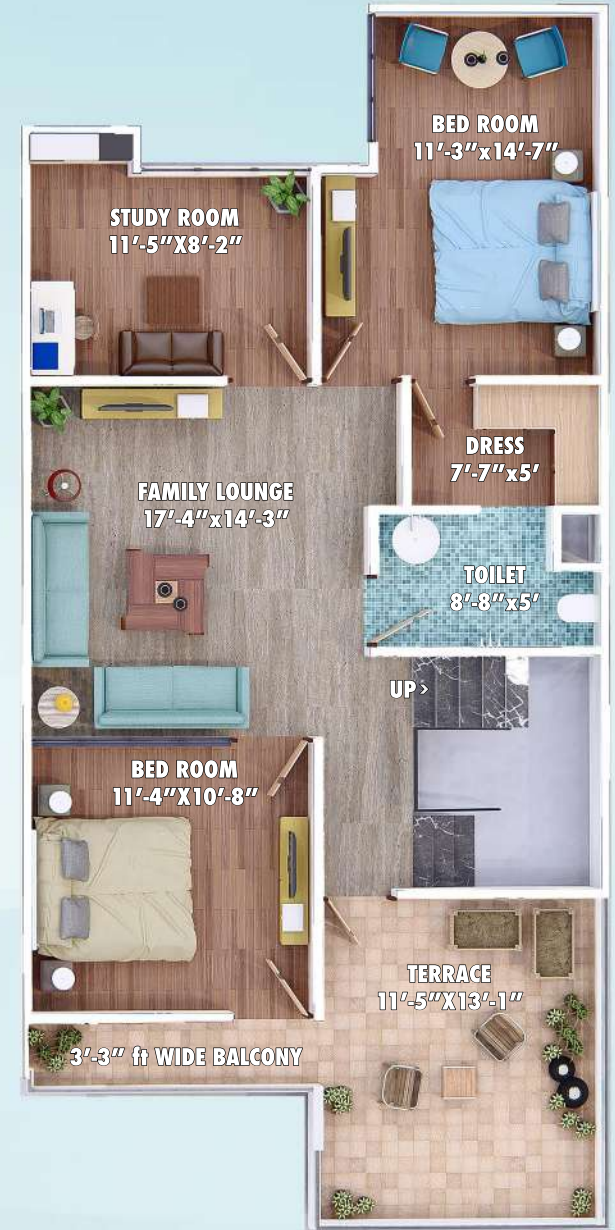 BED ROOM
11'-3"x14'-7"
STUDY ROOM
11'-5"X8'-2"
DRESS
7'-7"x5'
FAMILY LOUNGE
17'-4"x14'-3"
TOILET
8'-8"x5'
UP >
BED ROOM
11'-4"X10'-8"
TERRACE
11'-5"X13'-1"
3'-3" ft WIDE BALCONY